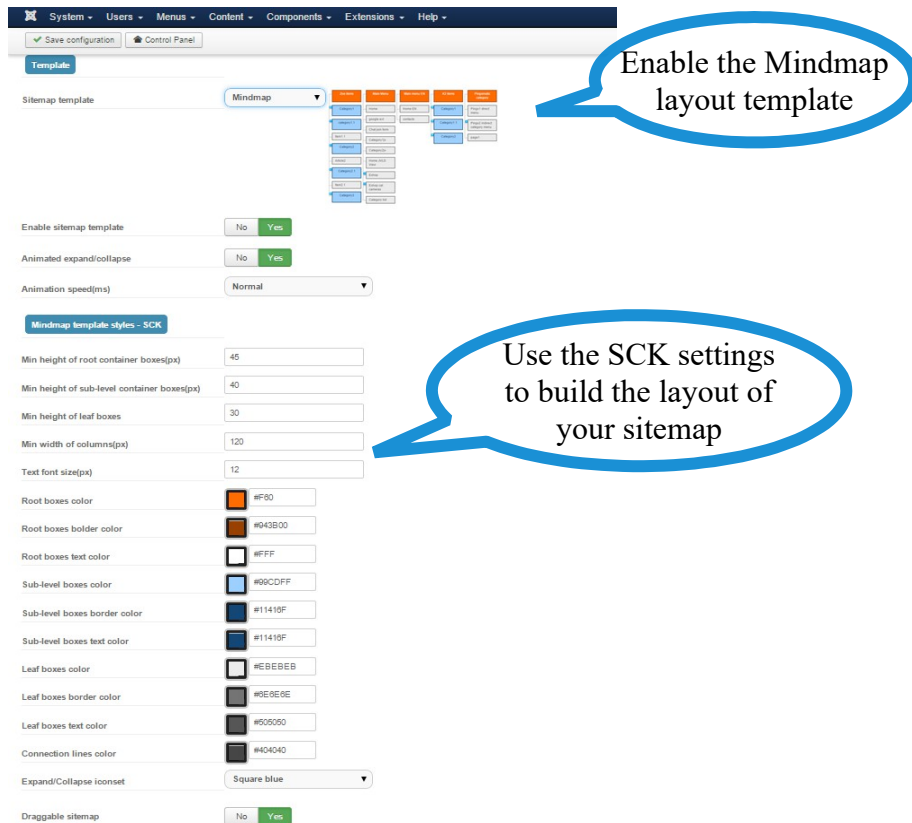 System Users Menus Content Components Extensions Help
Save configuration Control Panel
Template
Sitemap template Mindmap
Enable the Mindmap
layout template
Enable sitemap template No Yes
Animated expand/collapse No Yes
Animation speed(ms) Normal
Mindmap template styles - SCK
Min height of root container boxes(px) 45
Min height of sub-level container boxes(px) 40
Min height of leaf boxes 30
Min width of columns(px) 120
Text font size(px) 12
Use the SCK settings
to build the layout of
your sitemap
Root boxes color #F60
Root boxes bolder color #943B00
Root boxes text color #FFF
Sub-level boxes color #99CDFF
Sub-level boxes border color #11416F
Sub-level boxes text color #11416F
Leaf boxes color #EBEBEB
Leaf boxes border color #6E6E6E
Leaf boxes text color #505050
Connection lines color #404040
Expand/Collapse iconset Square blue
Draggable sitemap No Yes